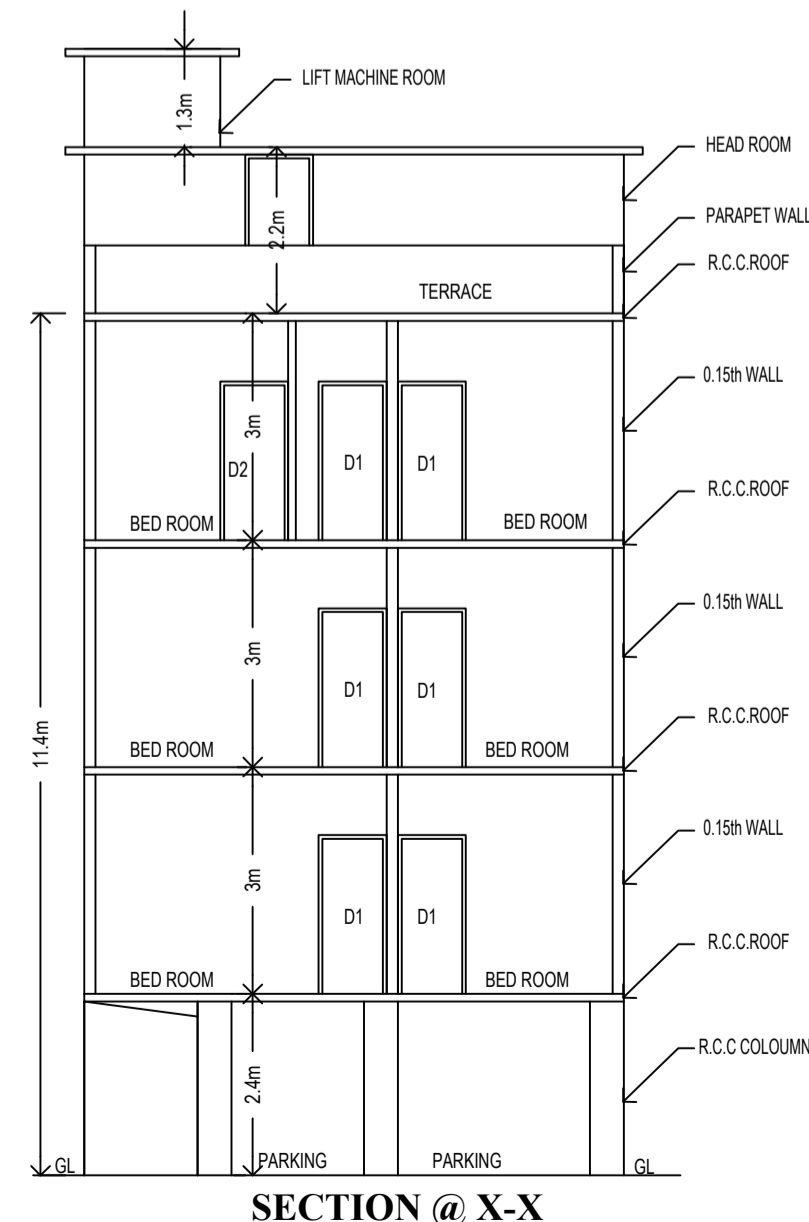 LIFT MACHINE ROOM
1.3m
HEAD ROOM
2.2m
PARAPET WALL
R.C.C.ROOF
TERRACE
0.15th WALL
3m
D2
D1
D1
BED ROOM
BED ROOM
R.C.C.ROOF
0.15th WALL
3m
D1
D1
11.4m
BED ROOM
BED ROOM
R.C.C.ROOF
0.15th WALL
3m
D1
D1
BED ROOM
BED ROOM
R.C.C.ROOF
R.C.C COLOUMN
2.4m
GL
PARKING
PARKING
GL
SECTION @ X-X